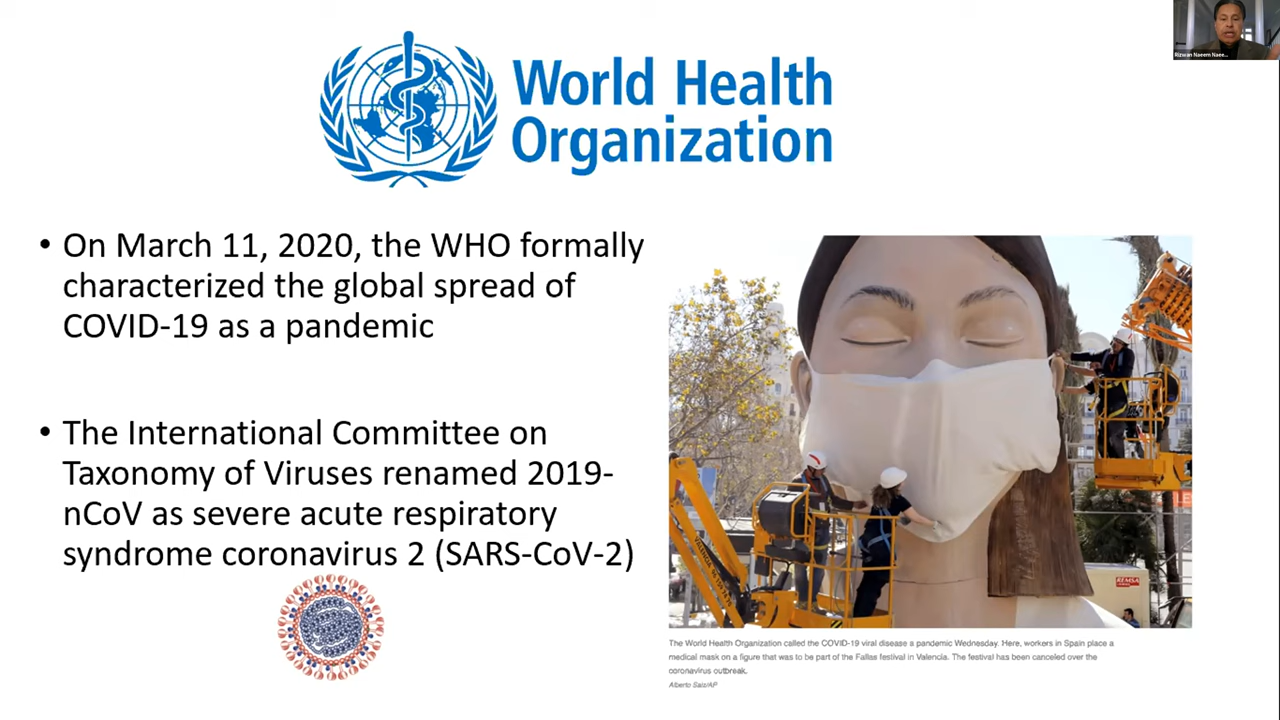 World Health
Organization
Rizwan Naeem Naee...
• On March 11, 2020, the WHO formally
characterized the global spread of
COVID-19 as a pandemic
• The International Committee on
Taxonomy of Viruses renamed 2019-
nCoV as severe acute respiratory
syndrome coronavirus 2 (SARS-CoV-2)
REMSA
The World Health Organization called the COVID-19 viral disease a pandemic Wednesday. Here, workers in Spain place a
medical mask on a figure that was to be part of the Fallas festival in Valencia. The festival has been canceled over the
coronavirus outbreak.
Alberto Saiz/AP